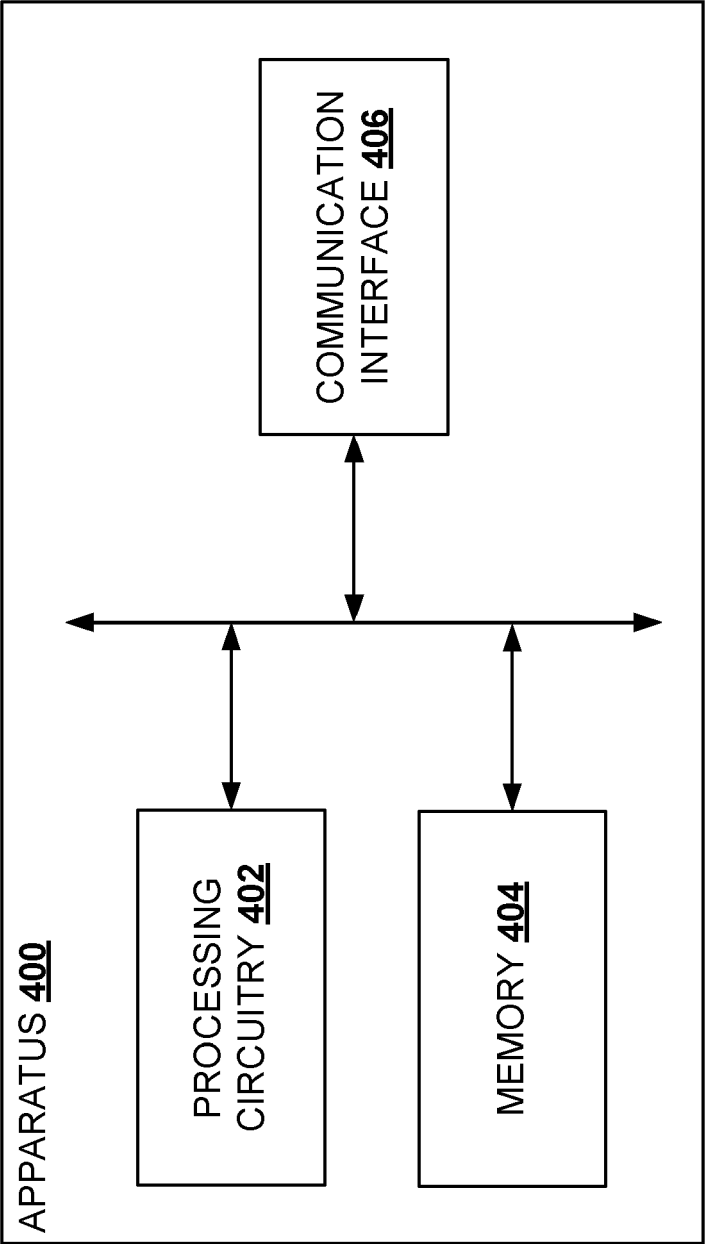 APPARATUS 400
PROCESSING
CIRCUITRY 402
MEMORY 404
COMMUNICATION
INTERFACE 406